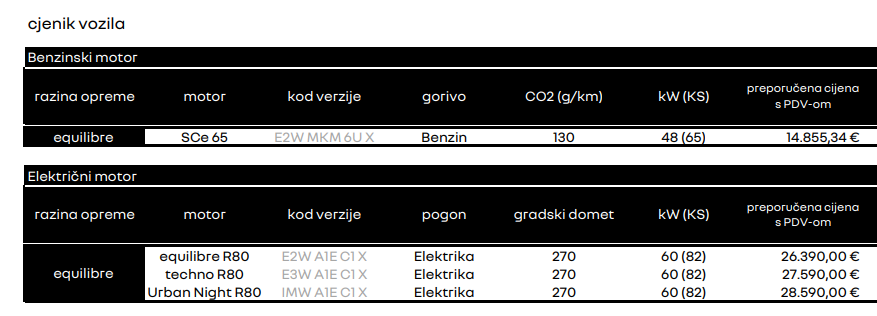 cjenik vozila
Benzinski motor
razina opreme motor kod verzije gorivo CO2 (g/km) kW (KS) preporučena cijena s PDV-om
equilibre SCe 65 E2W MKM 6U X Benzin 130 48 (65) 14.855,34 €
Električni motor
razina opreme motor kod verzije pogon gradski domet kW (KS) preporučena cijena s PDV-om
equilibre R80 E2W A1E C1 X Elektrika 270 60 (82) 26.390,00 €
equilibre techno R80 E3W A1E C1 X Elektrika 270 60 (82) 27.590,00 €
Urban Night R80 IMW A1E C1 X Elektrika 270 60 (82) 28.590,00 €